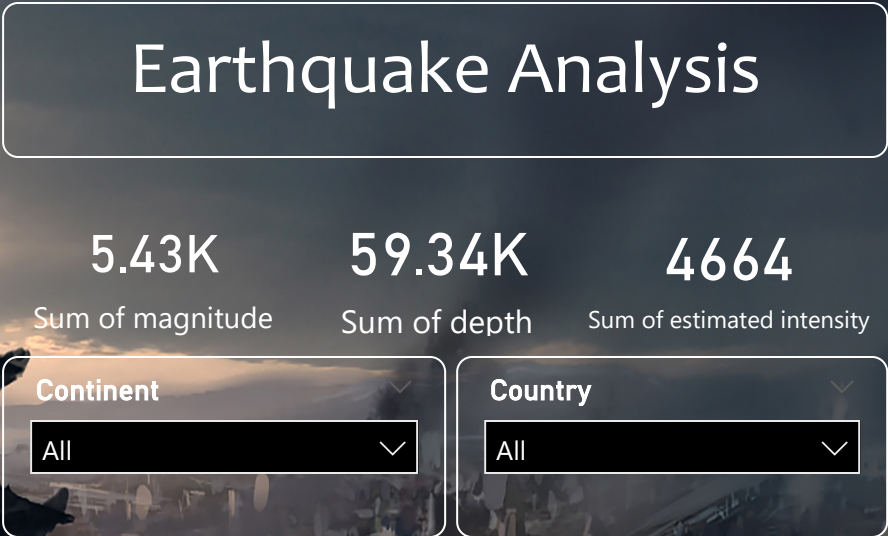 Earthquake Analysis
5.43K
59.34K
4664
Sum of magnitude
Sum of depth
Sum of estimated intensity
Continent
Country
All
All